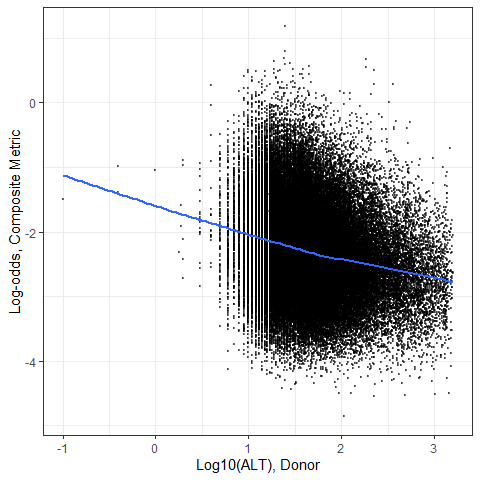 Log-odds, Composite Metric
0
-2
-4
-1 0 1 2 3
Log10(ALT), Donor